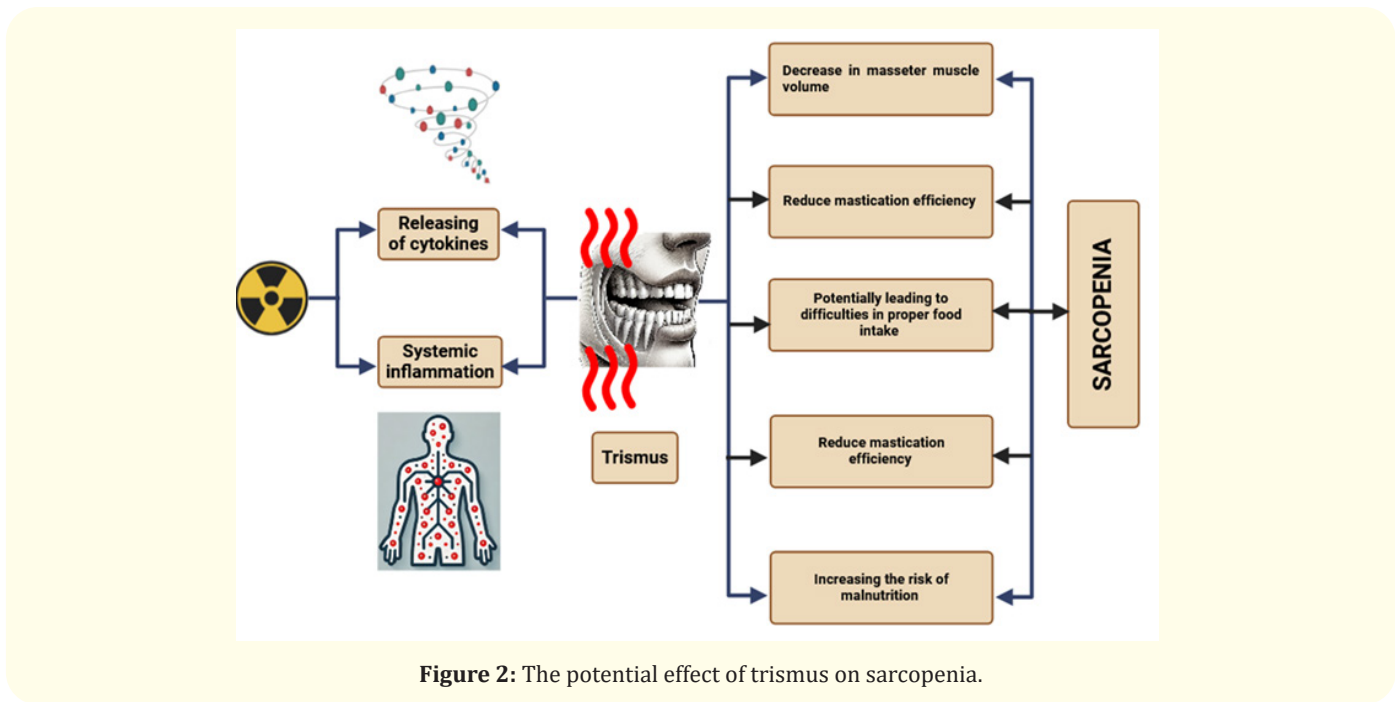 Releasing
of cytokines
Systemic
inflammation
Trismus
Decrease in masseter muscle
volume
Reduce mastication efficiency
Potentially leading to
difficulties in proper food
intake
Reduce mastication
efficiency
Increasing the risk of
malnutrition
SARCOPENIA
Figure 2: The potential effect of trismus on sarcopenia.